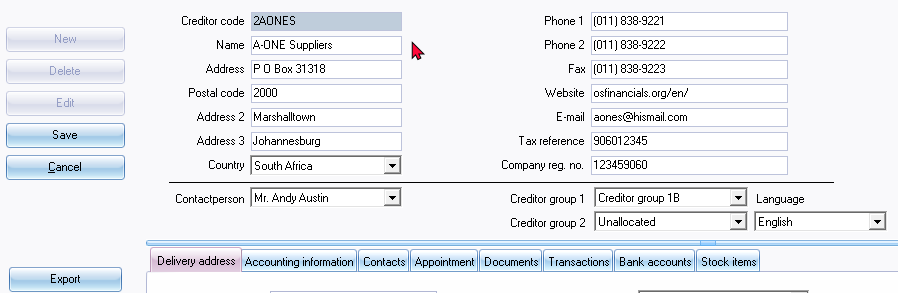 New
Delete
Edit
Save
Cancel
Export
Creditor code 2AONES
Name A-ONE Suppliers
Address P O Box 31318
Postal code 2000
Address 2 Marshalltown
Address 3 Johannesburg
Country South Africa
Contactperson Mr. Andy Austin
Phone 1 (011) 838-9221
Phone 2 (011) 838-9222
Fax (011) 838-9223
Website osfinancials.org/en/
E-mail aones@hismail.com
Tax reference 906012345
Company reg. no. 123459060
Creditor group 1 Creditor group 1B Language
Creditor group 2 Unallocated English
Delivery address Accounting information Contacts Appointment Documents Transactions Bank accounts Stock items